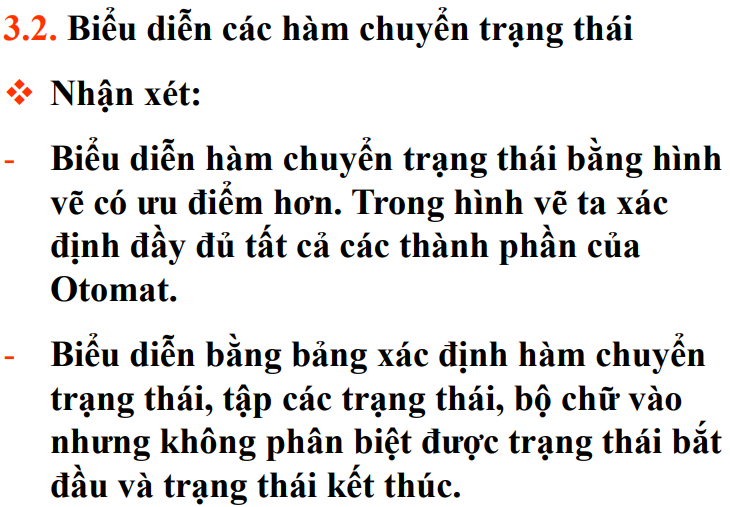 3.2. Biểu diễn các hàm chuyển trạng thái
❖ Nhận xét:
- Biểu diễn hàm chuyển trạng thái bằng hình
vẽ có ưu điểm hơn. Trong hình vẽ ta xác
định đầy đủ tất cả các thành phần của
Otomat.
- Biểu diễn bằng bảng xác định hàm chuyển
trạng thái, tập các trạng thái, bộ chữ vào
nhưng không phân biệt được trạng thái bắt
đầu và trạng thái kết thúc.